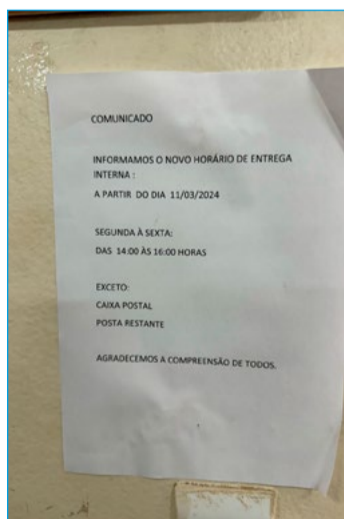 COMUNICADO
INFORMAMOS O NOVO HORÁRIO DE ENTREGA
INTERNA :
A PARTIR DO DIA 11/03/2024
SEGUNDA À SEXTA:
DAS 14:00 ÀS 16:00 HORAS
EXCETO:
CAIXA POSTAL
POSTA RESTANTE
AGRADECEMOS A COMPREENSÃO DE TODOS.